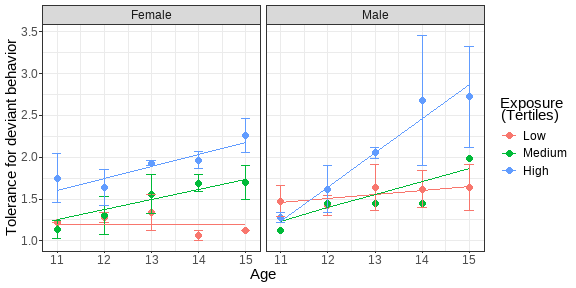 Female
Male
Tolerance for deviant behavior
3.5
3.0
2.5
2.0
1.5
1.0
11 12 13 14 15
11 12 13 14 15
Age
Exposure
(Tertiles)
Low
Medium
High